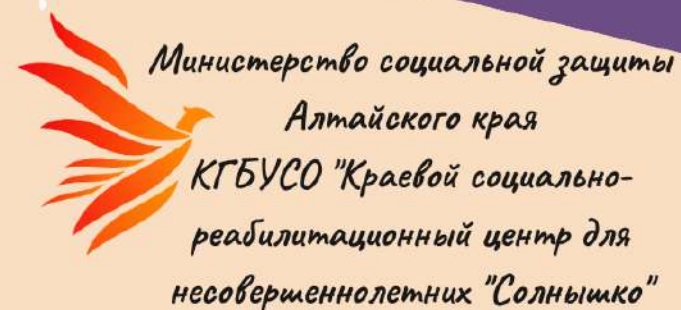 Министерство социальной защиты
Алтайского края
КГБУСО "Краевой социально-
реабилитационный центр для
несовершеннолетних "Солнышко"